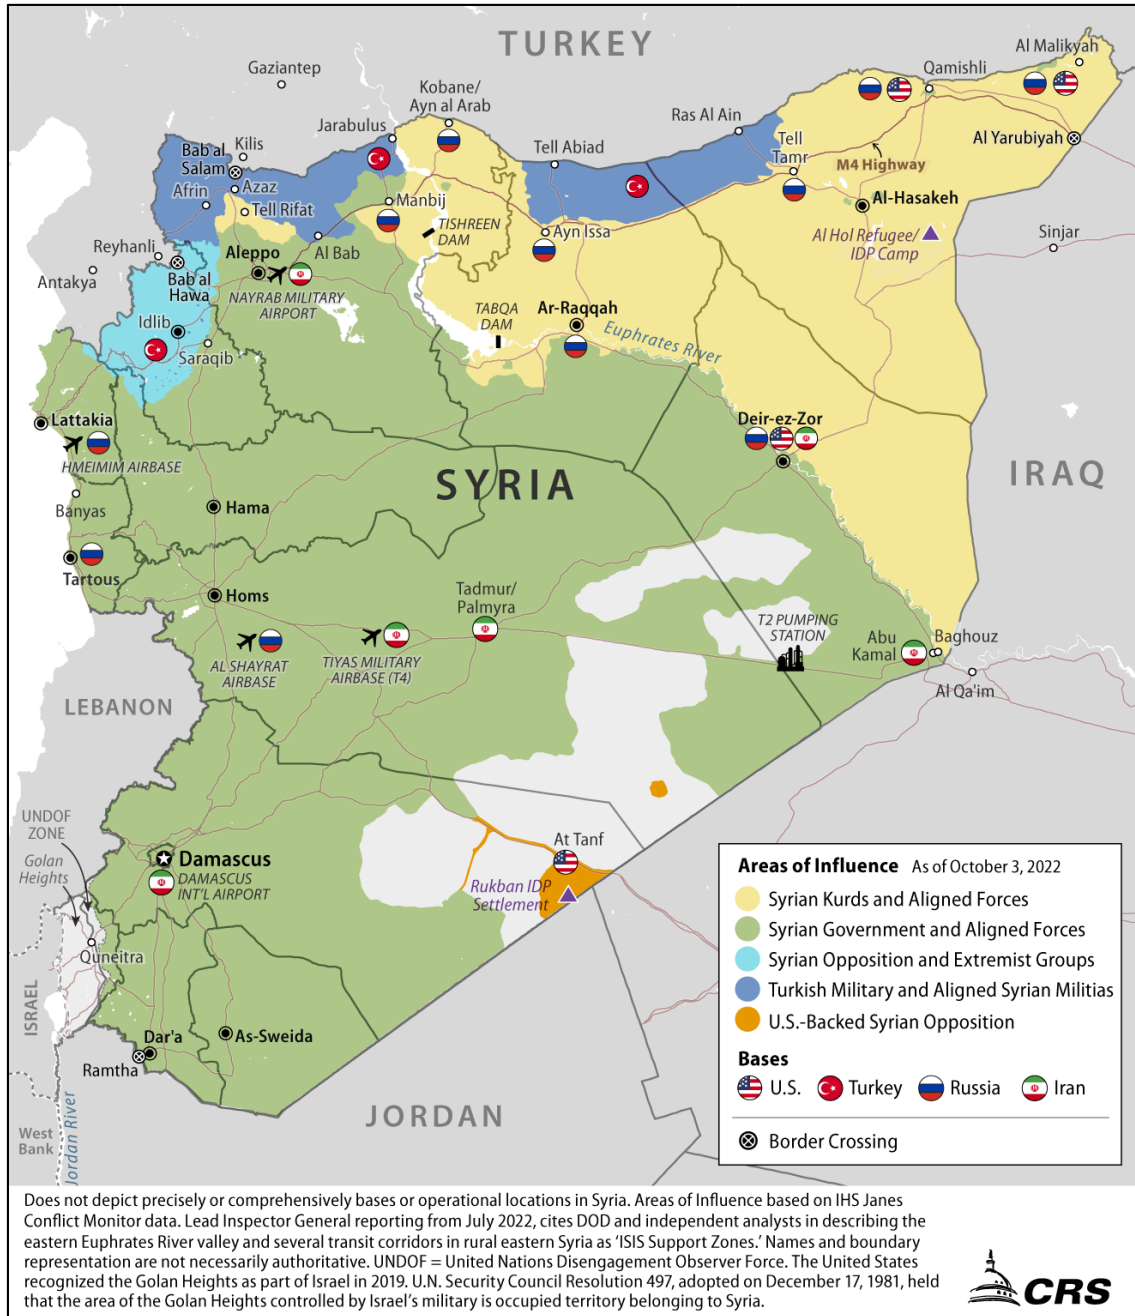 TURKEY
Al Malikyah
Gaziantep
Qamishli
Kobane/
Ayn al Arab
Jarabulus
Ras Al Ain
Kilis
Bab al
Salam
Tell Abiad
Tell
Tamr
Al Yarubiyah
M4 Highway
Afrin
Azaz
Manbij
Al-Hasakeh
Tell Rifat
TISHREEN
DAM
Ayn Issa
Al Hol Refugee/
IDP Camp
Sinjar
Reyhanli
Aleppo
Al Bab
Antakya
Bab al
Hawa
NAYRAB MILITARY
AIRPORT
TABQA
DAM
Ar-Raqqah
Euphrates River
Idlib
Saraqib
Lattakia
HMEIMIM AIRBASE
Deir-ez-Zor
SYRIA
IRAQ
Banyas
Hama
Tartous
Homs
Tadmur/
Palmyra
T2 PUMPING
STATION
Abu
Kamal
Baghouz
AL SHAYRAT
AIRBASE
TIYAS MILITARY
AIRBASE (T4)
Al Qa'im
LEBANON
UNDOF
ZONE
Golan
Heights
Damascus
DAMASCUS
INT'L AIRPORT
At Tanf
Rukban IDP
Settlement
Quneitra
ISRAEL
Dar'a
As-Sweida
Ramtha
JORDAN
West
Bank
Jordan River
Areas of Influence As of October 3, 2022
Syrian Kurds and Aligned Forces
Syrian Government and Aligned Forces
Syrian Opposition and Extremist Groups
Turkish Military and Aligned Syrian Militias
U.S.-Backed Syrian Opposition
Bases
U.S. Turkey Russia Iran
Border Crossing
Does not depict precisely or comprehensively bases or operational locations in Syria. Areas of Influence based on IHS Janes
Conflict Monitor data. Lead Inspector General reporting from July 2022, cites DOD and independent analysts in describing the
eastern Euphrates River valley and several transit corridors in rural eastern Syria as 'ISIS Support Zones.' Names and boundary
representation are not necessarily authoritative. UNDOF = United Nations Disengagement Observer Force. The United States
recognized the Golan Heights as part of Israel in 2019. U.N. Security Council Resolution 497, adopted on December 17, 1981, held
that the area of the Golan Heights controlled by Israel's military is occupied territory belonging to Syria.
CRS